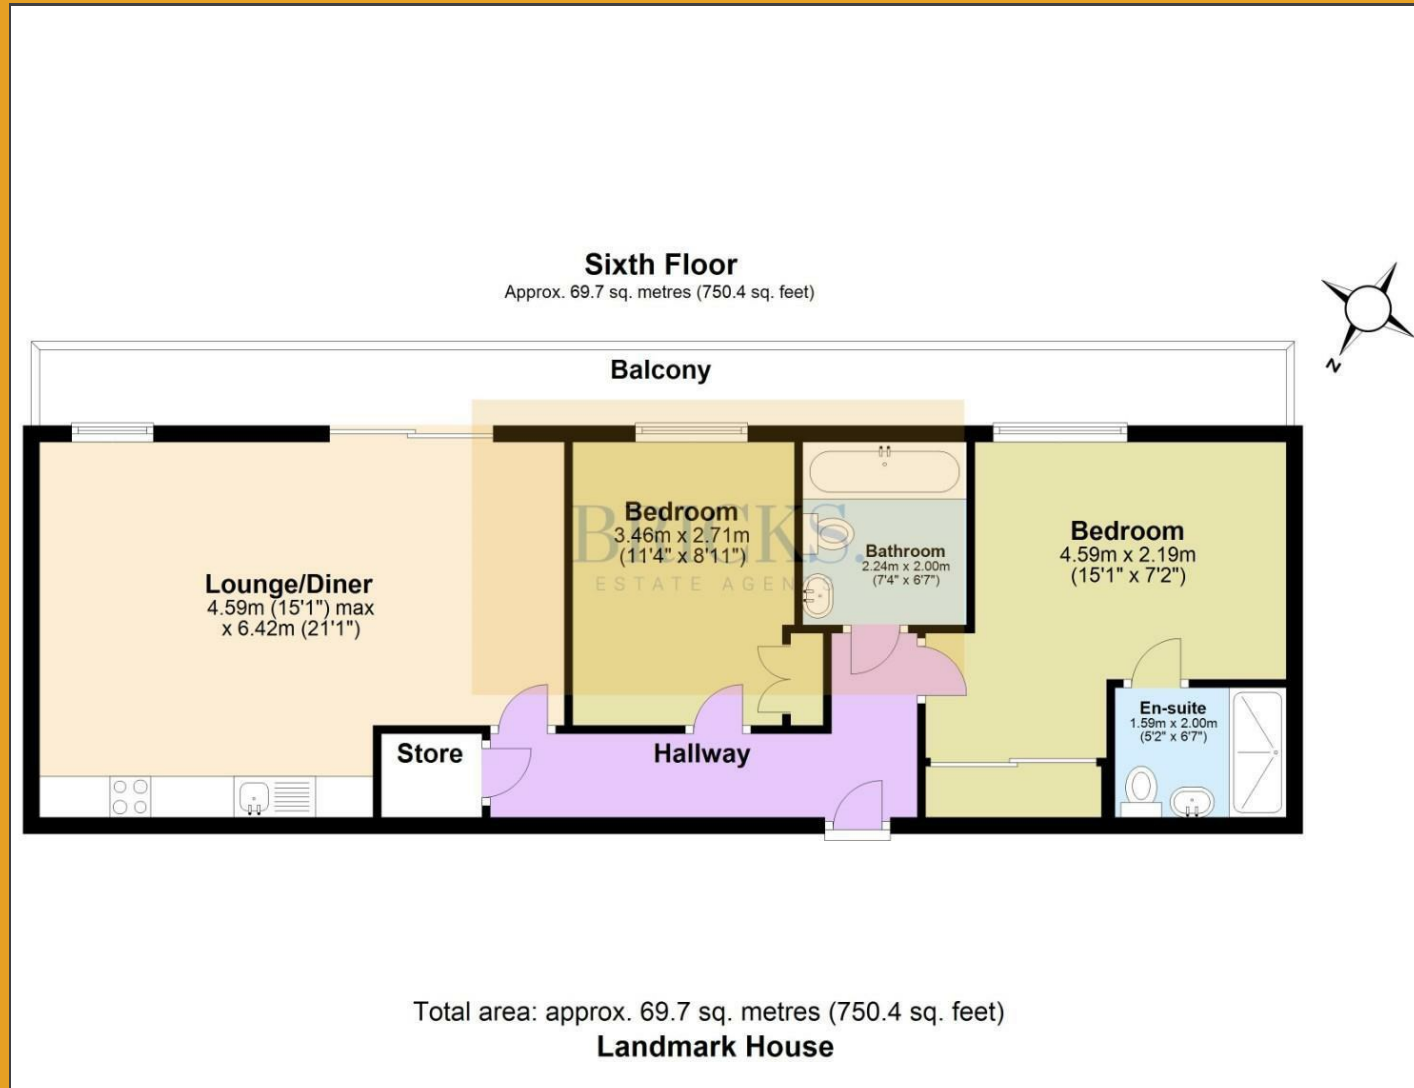 Sixth Floor
Approx. 69.7 sq. metres (750.4 sq. feet)
N
Balcony
Lounge/Diner
4.59m (15'1") max
x 6.42m (21'1")
Bedroom
3.46m x 2.71m
(11'4" x 8'11")
BRICKS.
ESTATE AGENTS
Bathroom
2.24m x 2.00m
(7'4" x 6'7")
Bedroom
4.59m x 2.19m
(15'1" x 7'2")
En-suite
1.59m x 2.00m
(5'2" x 6'7")
Store
Hallway
Total area: approx. 69.7 sq. metres (750.4 sq. feet)
Landmark House